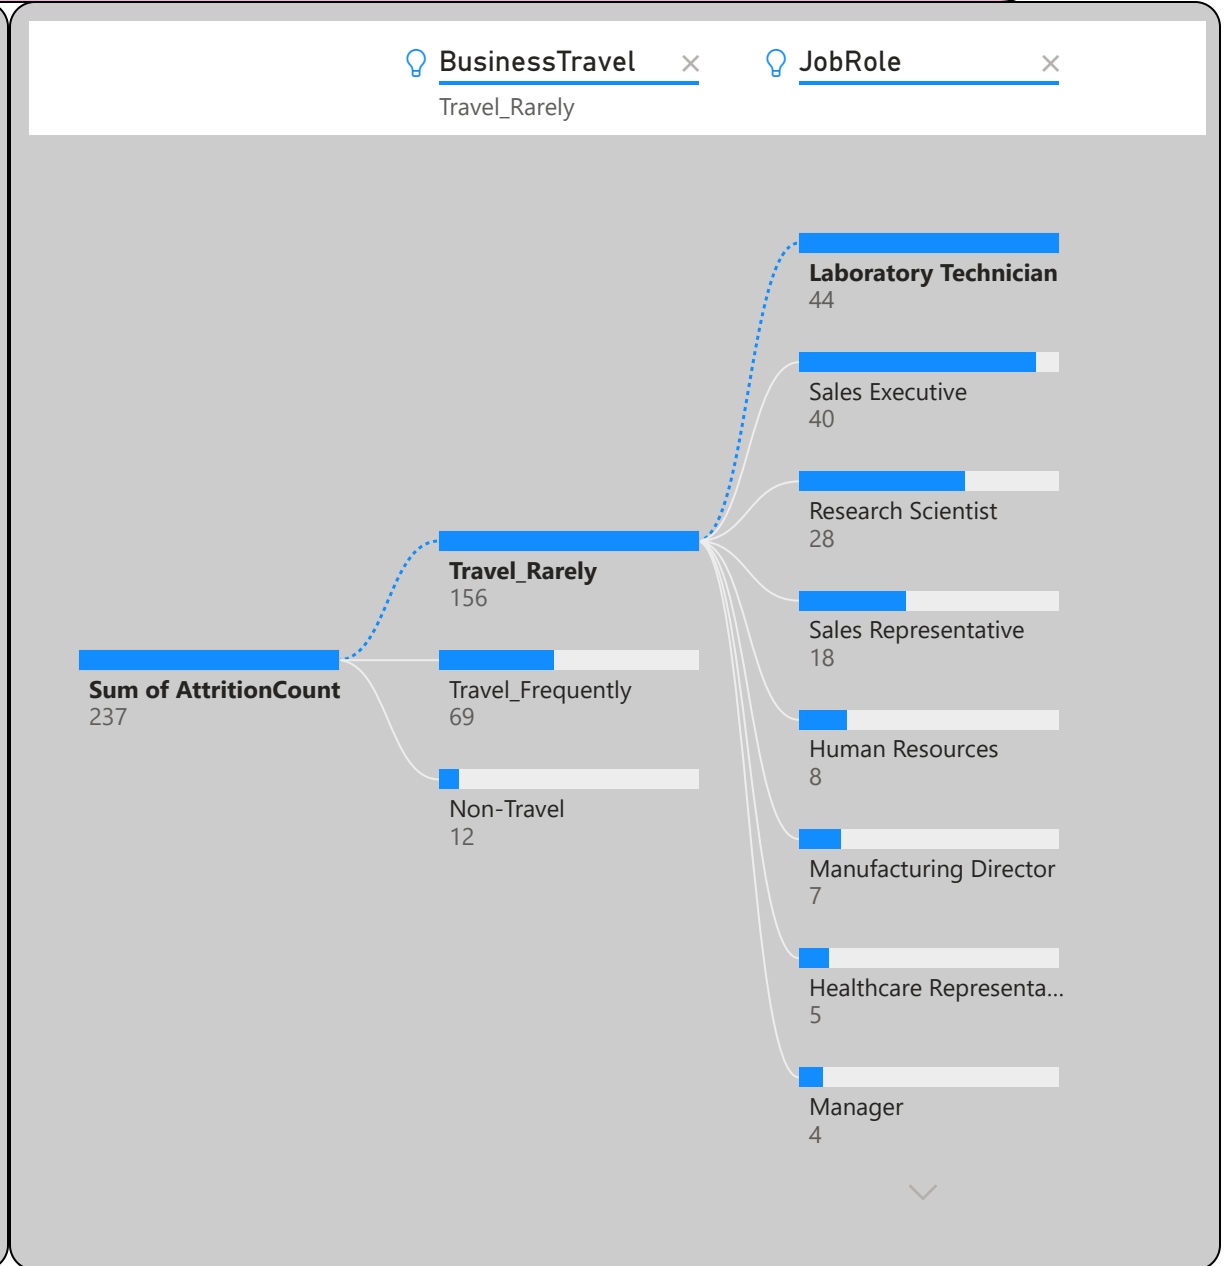 BusinessTravel
Travel_Rarely
JobRole
Sum of AttritionCount
237
Travel_Rarely
156
Travel_Frequently
69
Non-Travel
12
Laboratory Technician
44
Sales Executive
40
Research Scientist
28
Sales Representative
18
Human Resources
8
Manufacturing Director
7
Healthcare Representa...
5
Manager
4